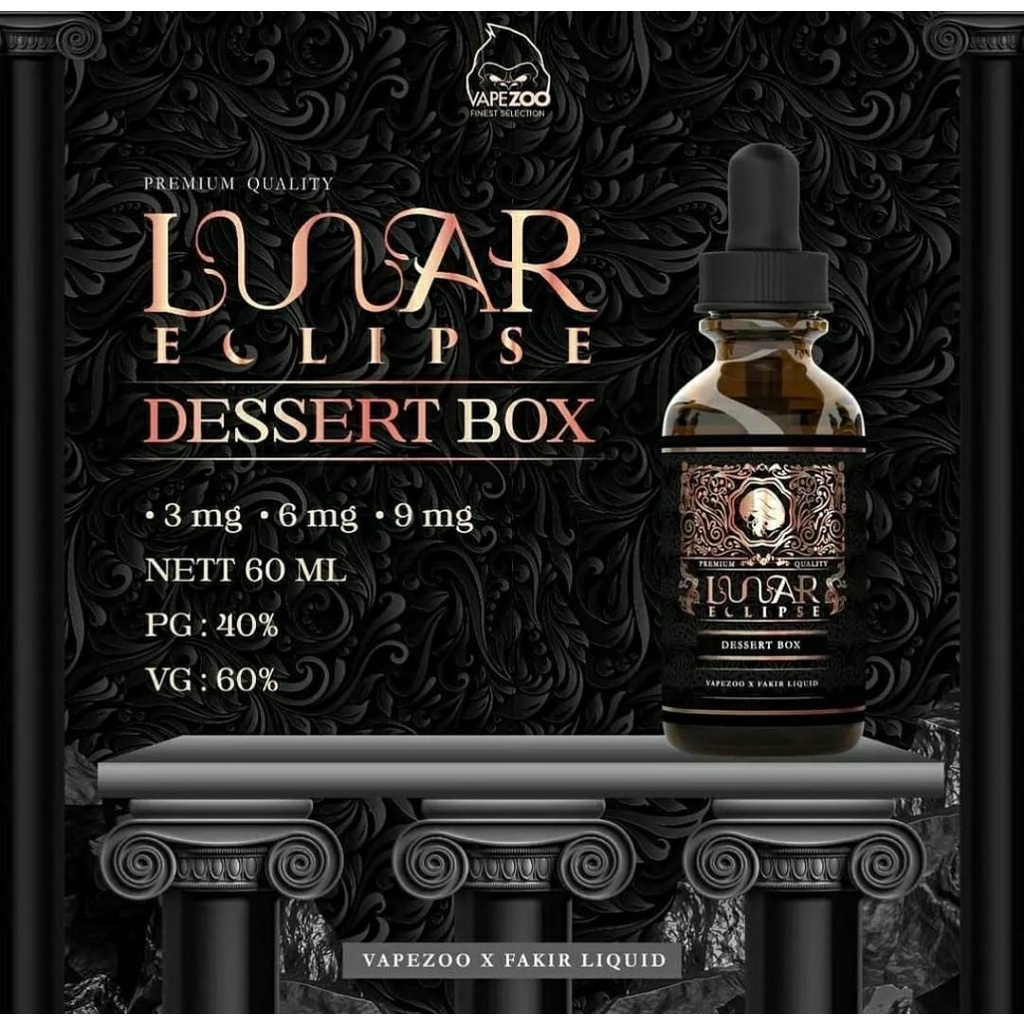 VAPEZOO
FINEST SELECTION
PREMIUM QUALITY
LUNAR
ECLIPSE
DESSERT BOX
• 3 mg • 6 mg • 9 mg
NETT 60 ML
PG : 40%
VG : 60%
PREMIUM QUALITY
LUNAR
ECLIPSE
DESSERT BOX
VAPEZOO X FAKIR LIQUID
VAPEZOO X FAKIR LIQUID